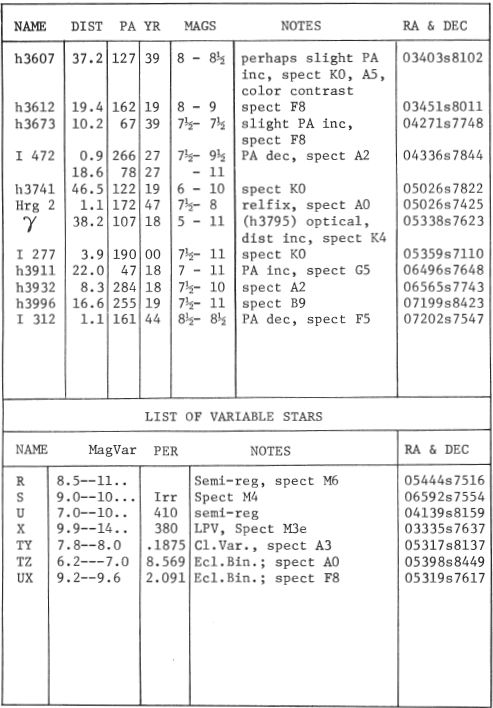 NAME DIST PA YR MAGS NOTES RA & DEC
h3607 37.2 127 39 8 - 8½ perhaps slight PA 03403s8102
inc, spect K0, A5,
color contrast
h3612 19.4 162 19 8 - 9 spect F8 03451s8011
h3673 10.2 67 39 7½- 7½ slight PA inc, 04271s7748
spect F8
I 472 0.9 266 27 7½- 9½ PA dec, spect A2 04336s7844
18.6 78 27 - 11
h3741 46.5 122 19 6 - 10 spect K0 05026s7822
Hrg 2 1.1 172 47 7½- 8 relfix, spect A0 05026s7425
γ 38.2 107 18 5 - 11 (h3795) optical, 05338s7623
dist inc, spect K4
I 277 3.9 190 00 7½- 11 spect K0 05359s7110
h3911 22.0 47 18 7 - 11 PA inc, spect G5 06496s7648
h3932 8.3 284 18 7½- 10 spect A2 06565s7743
h3996 16.6 255 19 7½- 11 spect B9 07199s8423
I 312 1.1 161 44 8½- 8½ PA dec, spect F5 07202s7547
LIST OF VARIABLE STARS
NAME MagVar PER NOTES RA & DEC
R 8.5--11.. Semi-reg, spect M6 05444s7516
S 9.0--10... Irr Spect M4 06592s7554
U 7.0--10.. 410 semi-reg 04139s8159
X 9.9--14.. 380 LPV, Spect M3e 03335s7637
TY 7.8--8.0 .1875 Cl.Var., spect A3 05317s8137
TZ 6.2---7.0 8.569 Ecl.Bin.; spect A0 05398s8449
UX 9.2--9.6 2.091 Ecl.Bin.; spect F8 05319s7617